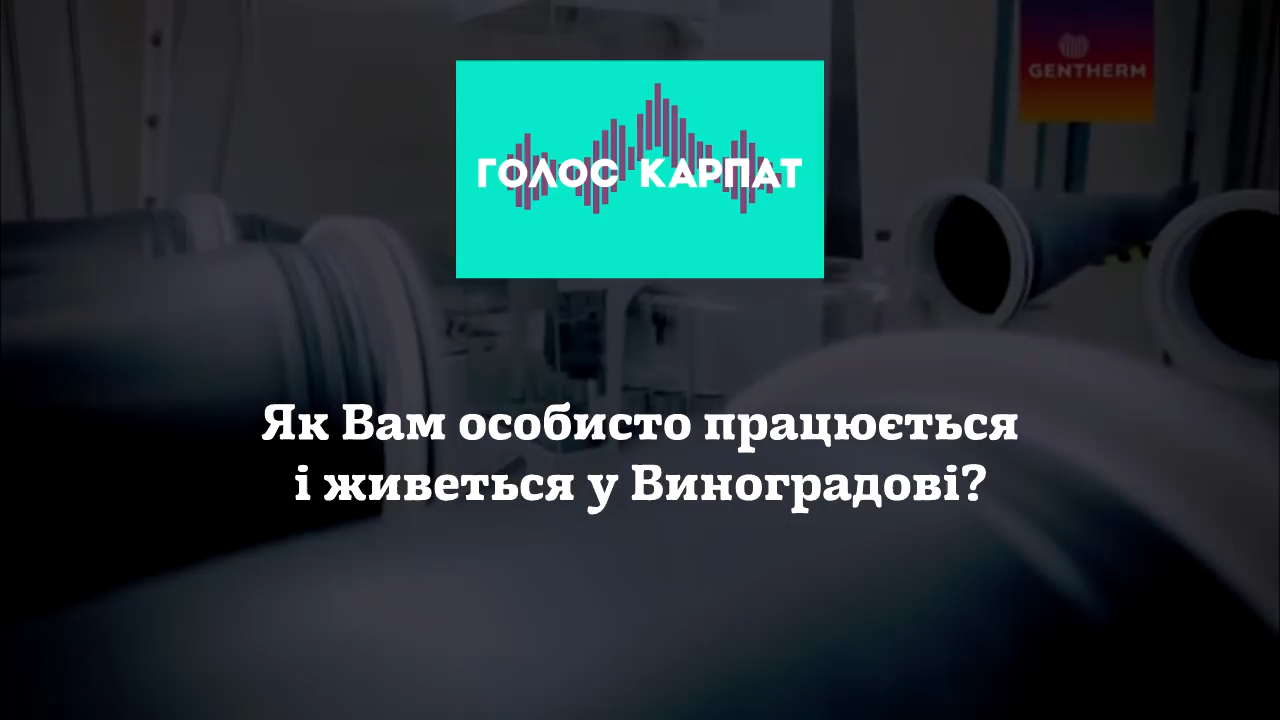 GENTHERM
ГОЛОС КАРПАТ
Як Вам особисто працюється
і живеться у Виноградові?